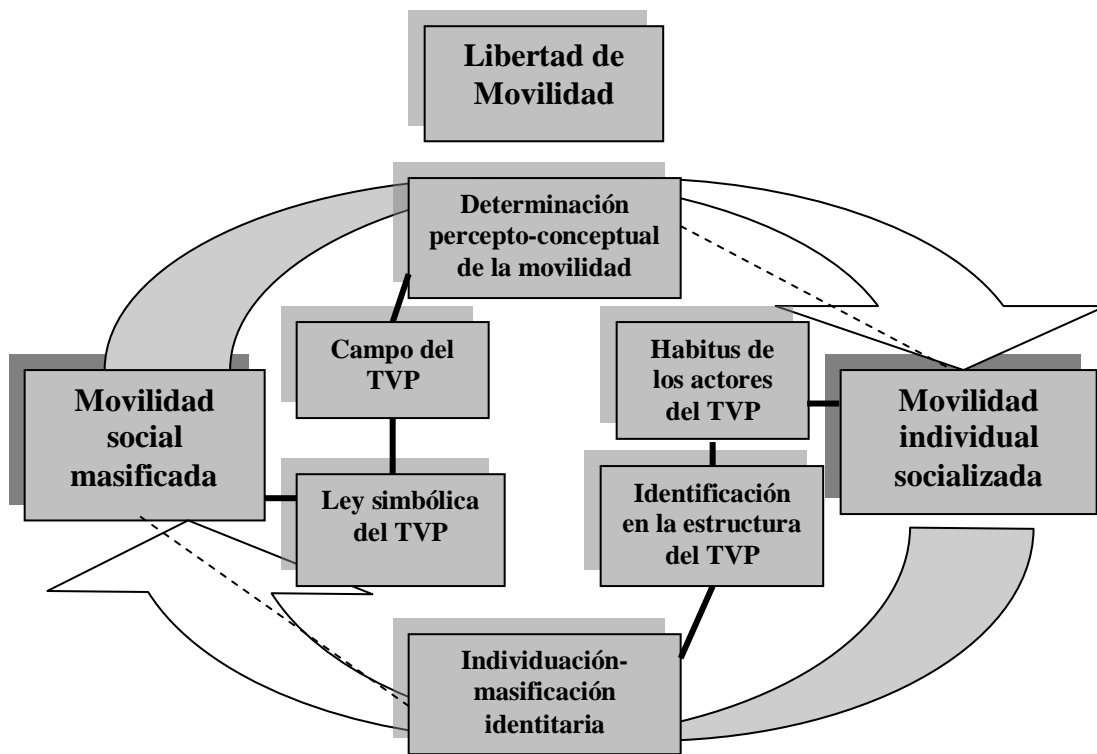 Libertad de
Movilidad
Determinación
percepto-conceptual
de la movilidad
Campo del
TVP
Habitus de
los actores
del TVP
Movilidad
social
masificada
Movilidad
individual
socializada
Ley simbólica
del TVP
Identificación
en la estructura
del TVP
Individuación-
masificación
identitaria